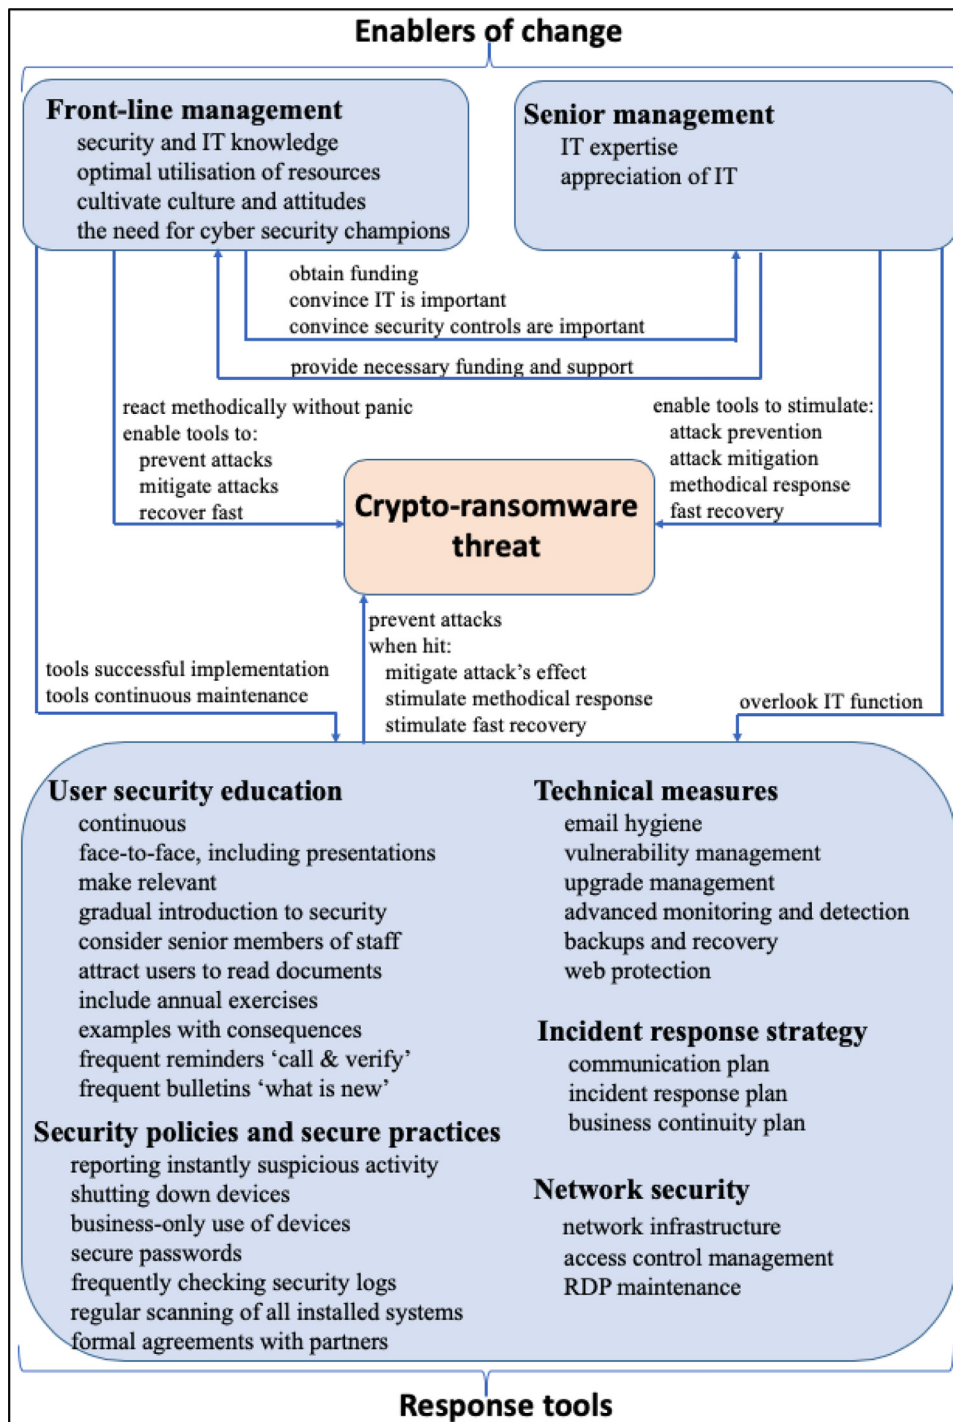 Enablers of change
Front-line management
security and IT knowledge
optimal utilisation of resources
cultivate culture and attitudes
the need for cyber security champions
Senior management
IT expertise
appreciation of IT
obtain funding
convince IT is important
convince security controls are important
provide necessary funding and support
react methodically without panic
enable tools to:
prevent attacks
mitigate attacks
recover fast
enable tools to stimulate:
attack prevention
attack mitigation
methodical response
fast recovery
Crypto-ransomware
threat
prevent attacks
when hit:
mitigate attack's effect
stimulate methodical response
stimulate fast recovery
tools successful implementation
tools continuous maintenance
overlook IT function
User security education
continuous
face-to-face, including presentations
make relevant
gradual introduction to security
consider senior members of staff
attract users to read documents
include annual exercises
examples with consequences
frequent reminders ‘call & verify’
frequent bulletins ‘what is new’
Security policies and secure practices
reporting instantly suspicious activity
shutting down devices
business-only use of devices
secure passwords
frequently checking security logs
regular scanning of all installed systems
formal agreements with partners
Technical measures
email hygiene
vulnerability management
upgrade management
advanced monitoring and detection
backups and recovery
web protection
Incident response strategy
communication plan
incident response plan
business continuity plan
Network security
network infrastructure
access control management
RDP maintenance
Response tools